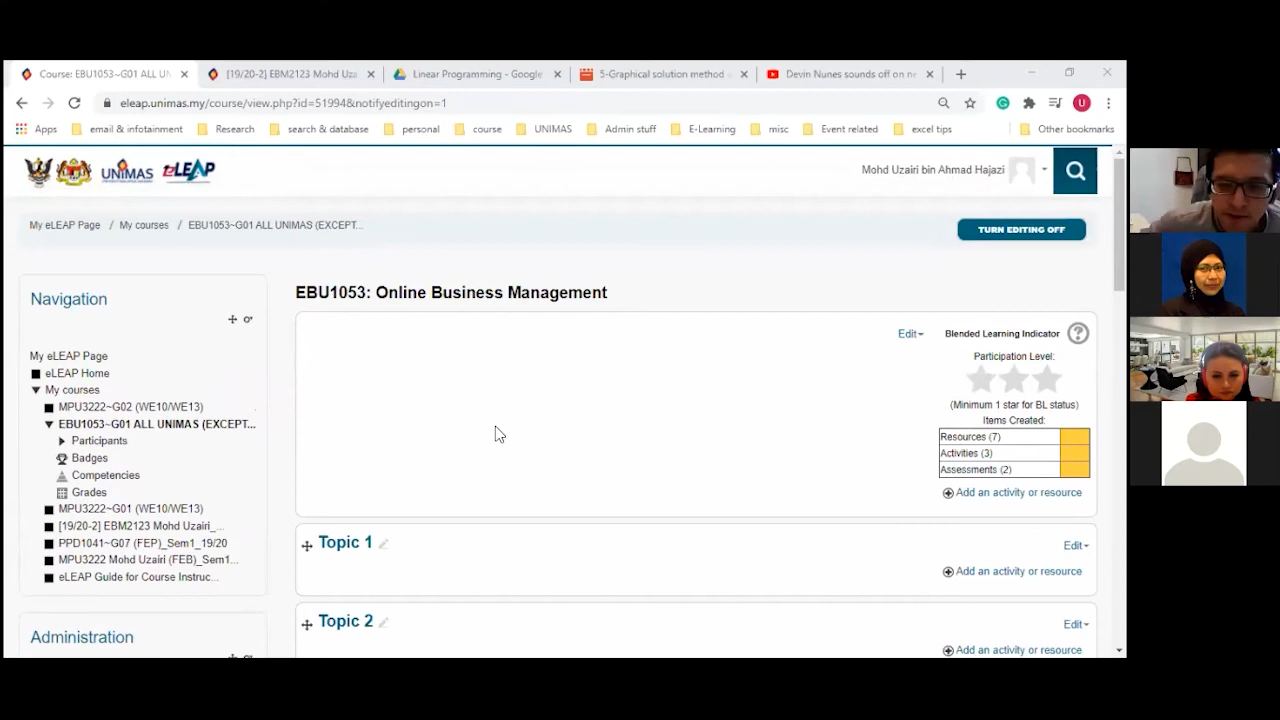 Course: EBU1053~G01 ALL UN
[19/20-2] EBM2123 Mohd Uza
Linear Programming - Google
5-Graphical solution method
Devin Nunes sounds off on ne
eleap.unimas.my/course/view.php?id=51994&notifyeditingon=1
U
Apps
email & infotainment
Research
search & database
personal
course
UNIMAS
Admin stuff
E-Learning
misc
Event related
excel tips
Other bookmarks
UNIMAS
eLEAP
Mohd Uzairi bin Ahmad Hajazi
My eLEAP Page / My courses / EBU1053~G01 ALL UNIMAS (EXCEPT...
TURN EDITING OFF
Navigation
My eLEAP Page
eLEAP Home
My courses
MPU3222~G02 (WE10/WE13)
EBU1053~G01 ALL UNIMAS (EXCEPT...
Participants
Badges
Competencies
Grades
MPU3222~G01 (WE10/WE13)
[19/20-2] EBM2123 Mohd Uzairi_...
PPD1041~G07 (FEP)_Sem1_19/20
MPU3222 Mohd Uzairi (FEB)_Sem1...
eLEAP Guide for Course Instruc...
Administration
EBU1053: Online Business Management
Edit
Blended Learning Indicator
?
Participation Level:
(Minimum 1 star for BL status)
Items Created:
Resources (7)
Activities (3)
Assessments (2)
Add an activity or resource
Topic 1
Edit
Add an activity or resource
Topic 2
Edit
Add an activity or resource